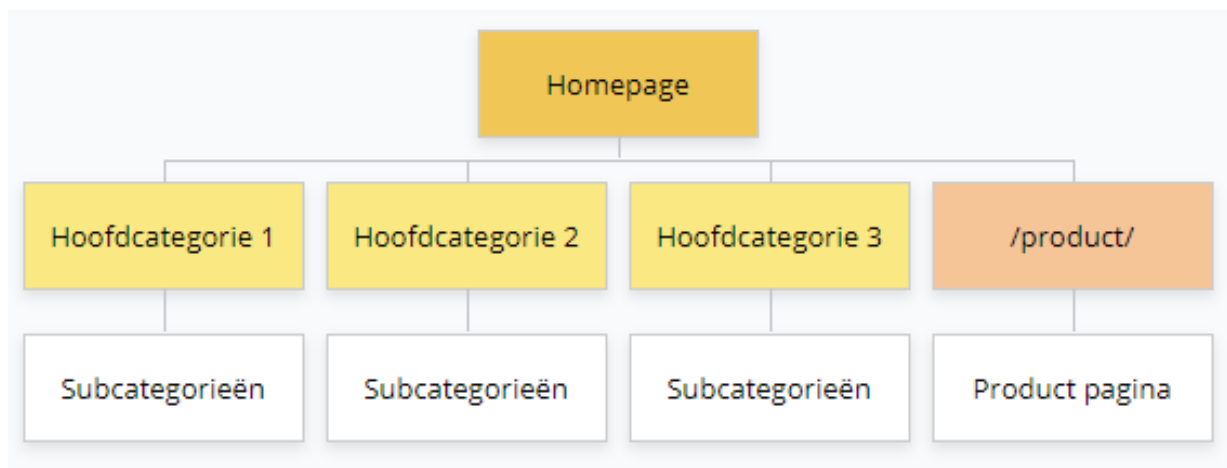 Homepage
Hoofdcategorie 1
Hoofdcategorie 2
Hoofdcategorie 3
/product/
Subcategorieën
Subcategorieën
Subcategorieën
Product pagina